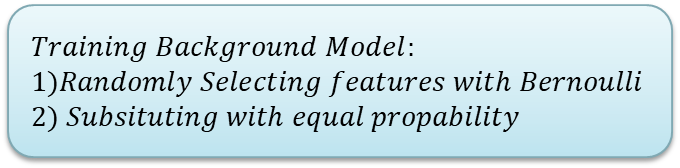 Training Background Model:
1)Randomly Selecting features with Bernoulli
2) Subsituting with equal propability